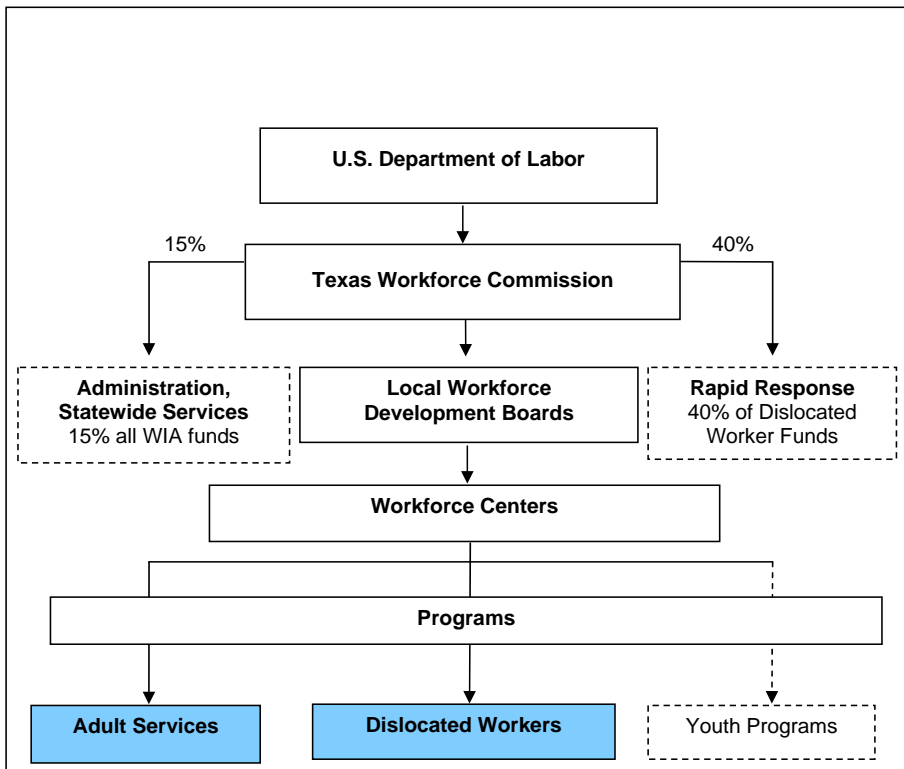 U.S. Department of Labor
15%
40%
Texas Workforce Commission
Administration,
Statewide Services
15% all WIA funds
Local Workforce
Development Boards
Rapid Response
40% of Dislocated
Worker Funds
Workforce Centers
Programs
Adult Services
Dislocated Workers
Youth Programs